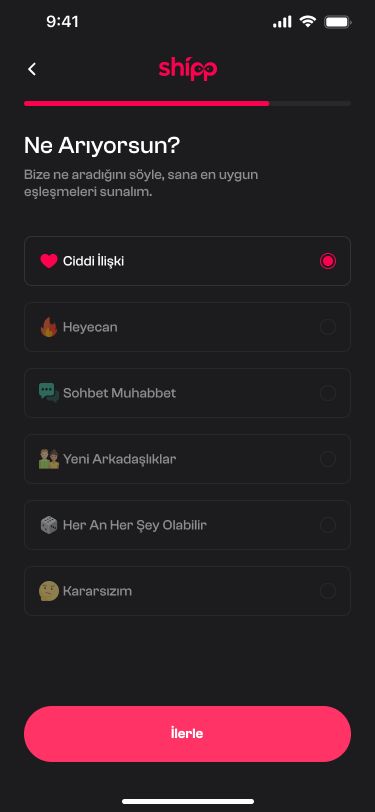 9:41
shipp
Ne Arıyorsun?
Bize ne aradığını söyle, sana en uygun
eşleşmeleri sunalım.
Ciddi İlişki
Heyecan
Sohbet Muhabbet
Yeni Arkadaşlıklar
Her An Her Şey Olabilir
Kararsızım
İlerle